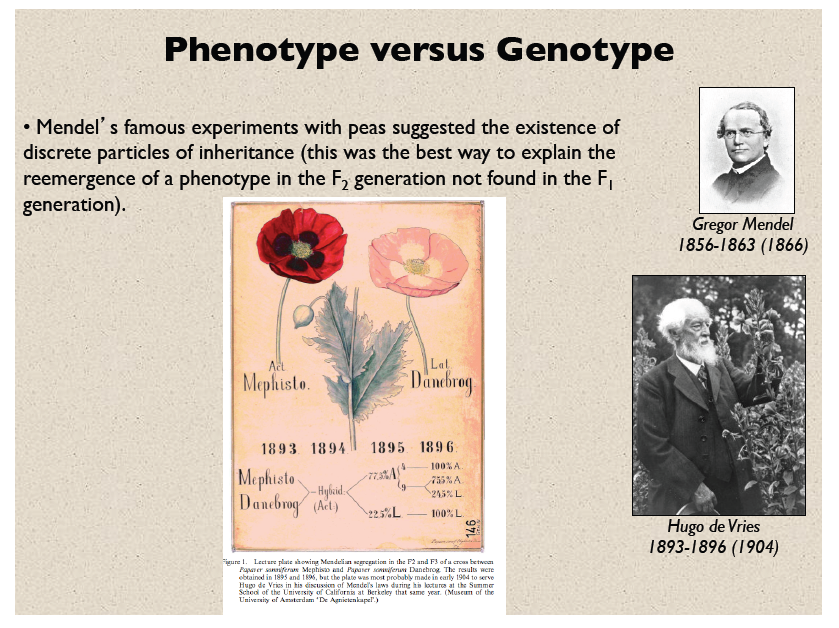 Phenotype versus Genotype
• Mendel’s famous experiments with peas suggested the existence of
discrete particles of inheritance (this was the best way to explain the
reemergence of a phenotype in the F2 generation not found in the F1
generation).
Gregor Mendel
1856-1863 (1866)
Act.
Mephisto.
Lat.
Danebrog.
1893 1894 1895 1896
Mephisto
Danebrog
Hybrid.
(Act.)
77,5% A
4
9
100% A.
75,5% A.
24,5% L.
22.5% L
100% L.
146
Hugo de Vries
1893-1896 (1904)
Figure 1. Lecture plate showing Mendelian segregation in the F2 and F3 of a cross between
Papaver somniferum Mephisto and Papaver somniferum Danebrog. The results were
obtained in 1895 and 1896, but the plate was most probably made in early 1904 to serve
Hugo de Vries in his discussion of Mendel's laws during his lectures at the Summer
School of the University of California at Berkeley that same year. (Museum of the
University of Amsterdam 'De Agnietenkapel'.)